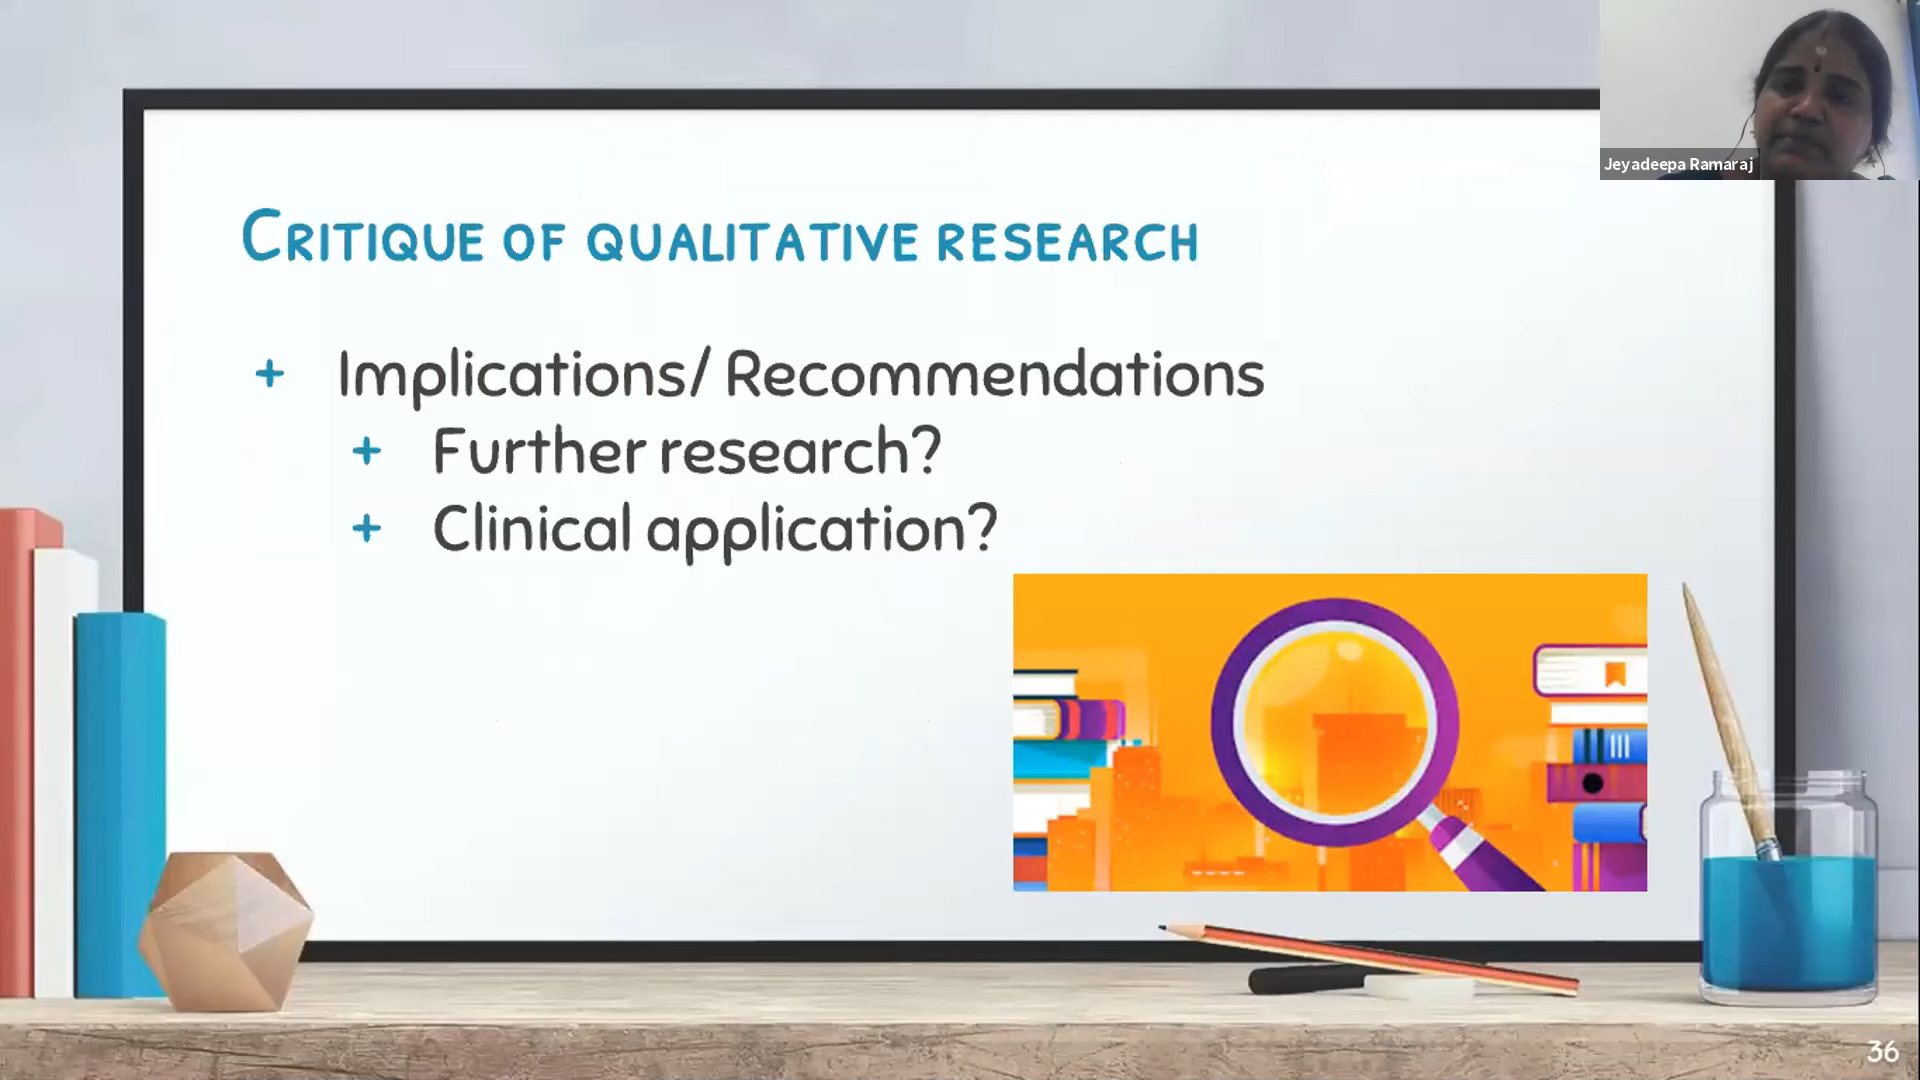 Jeyadeepa Ramaraj
Critique of qualitative research
+ Implications/ Recommendations
+ Further research?
+ Clinical application?
36